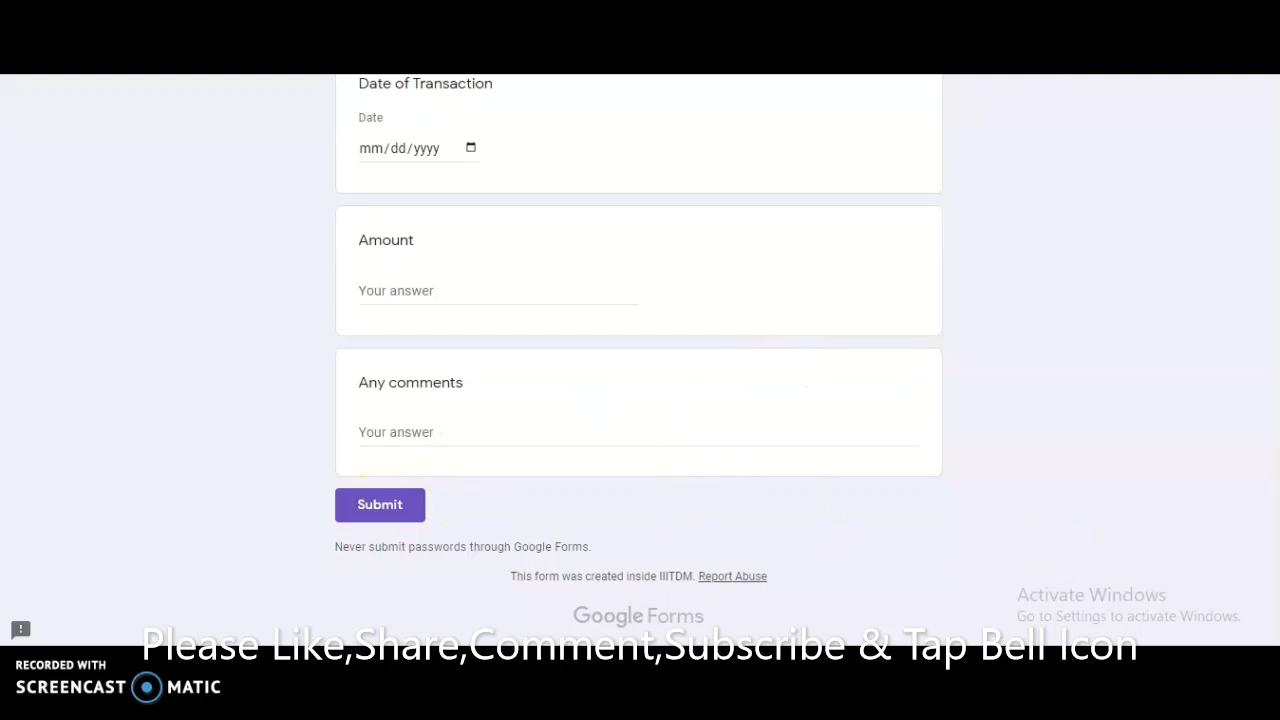 Date of Transaction
Date
mm/dd/yyyy
Amount
Your answer
Any comments
Your answer
Submit
Never submit passwords through Google Forms.
This form was created inside IIITDM. Report Abuse
Google Forms
Activate Windows
Go to Settings to activate Windows.
Please Like,Share,Comment,Subscribe & Tap Bell Icon
RECORDED WITH
SCREENCAST MATIC